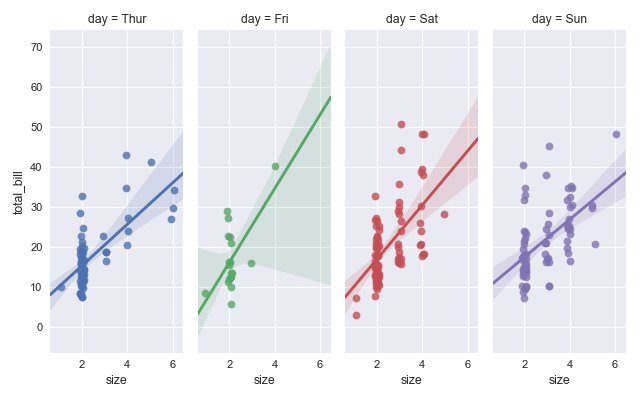 day = Thur
day = Fri
day = Sat
day = Sun
total_bill
70
60
50
40
30
20
10
0
2 4 6
2 4 6
2 4 6
2 4 6
size
size
size
size